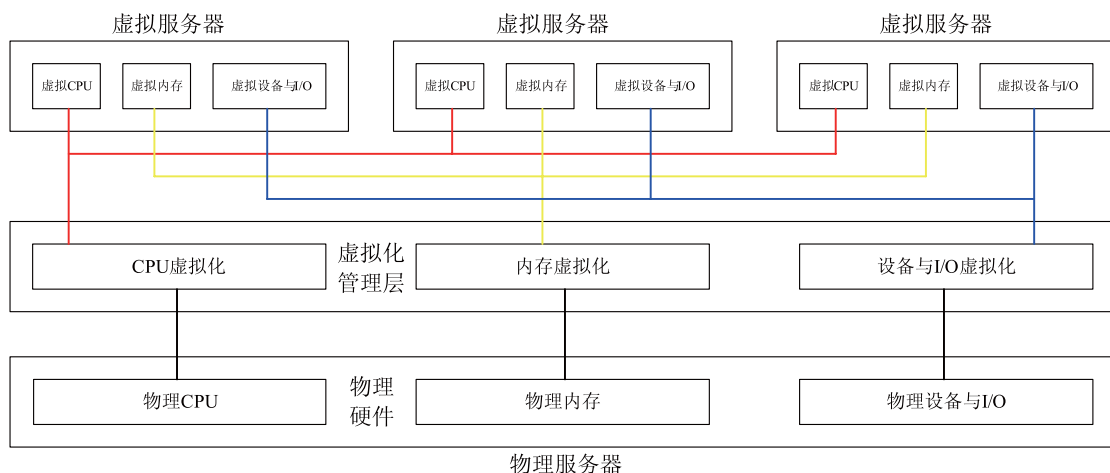 虚拟服务器
虚拟服务器
虚拟服务器
虚拟CPU
虚拟内存
虚拟设备与I/O
虚拟CPU
虚拟内存
虚拟设备与I/O
虚拟CPU
虚拟内存
虚拟设备与I/O
CPU虚拟化
虚拟化
管理层
内存虚拟化
设备与I/O虚拟化
物理CPU
物理
硬件
物理内存
物理设备与I/O
物理服务器